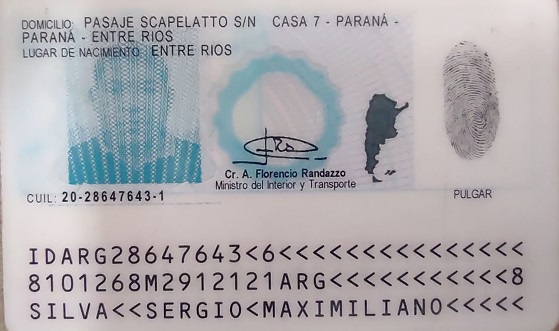 DOMICILIO: PASAJE SCAPELATTO S/N CASA 7 - PARANÁ -
PARANÁ - ENTRE RIOS
LUGAR DE NACIMIENTO: ENTRE RIOS
Cr. A. Florencio Randazzo
Ministro del Interior y Transporte
CUIL: 20-28647643-1
PULGAR
IDARG28647643<6<<<<<<<<<<<<<<<
8101268M2912121ARG<<<<<<<<<<<8
SILVA<<SERGIO<MAXIMILIANO<<<<<